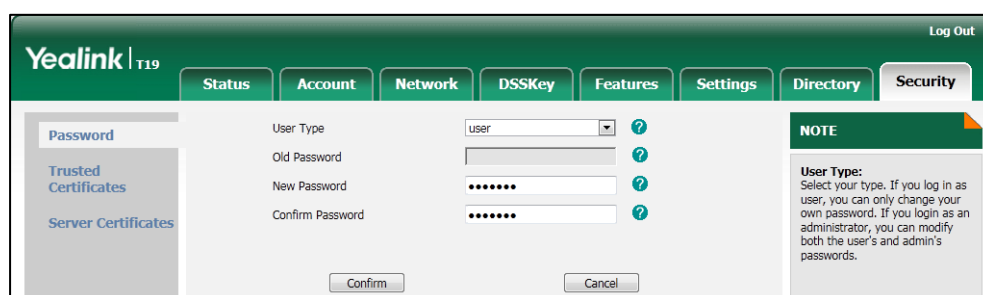 Log Out
Yealink T19
Status Account Network DSSKey Features Settings Directory Security
Password
Trusted
Certificates
Server Certificates
User Type user ?
Old Password ?
New Password ••••••• ?
Confirm Password ••••••• ?
Confirm Cancel
NOTE
User Type:
Select your type. If you log in as
user, you can only change your
own password. If you login as an
administrator, you can modify
both the user's and admin's
passwords.